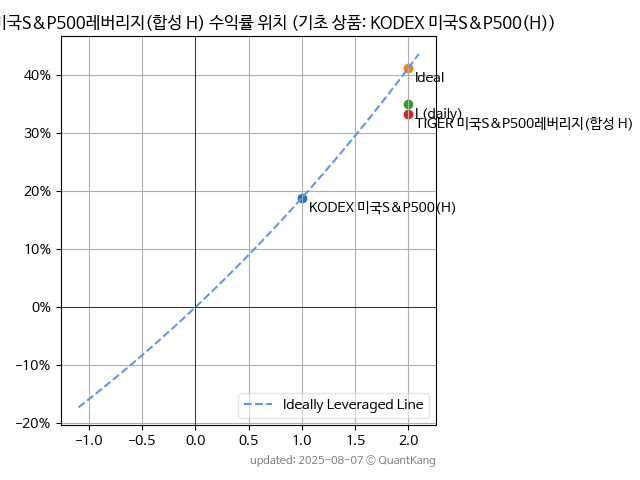 미국S&P500레버리지(합성 H) 수익률 위치 (기초 상품: KODEX 미국S&P500(H))
40%
30%
20%
10%
0%
-10%
-20%
Ideal
L(daily)
TIGER 미국S&P500레버리지(합성 H)
KODEX 미국S&P500(H)
Ideally Leveraged Line
-1.0 -0.5 0.0 0.5 1.0 1.5 2.0
updated: 2025-08-07 © QuantKang